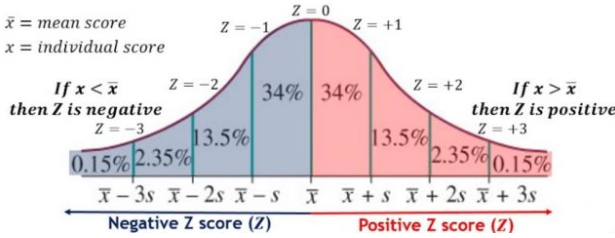 x̄ = mean score
x = individual score
Z = 0
Z = −1
Z = +1
Z = −2
Z = +2
If x < x̄
then Z is negative
If x > x̄
then Z is positive
Z = −3
Z = +3
34% 34%
13.5% 13.5%
0.15% 2.35% 2.35% 0.15%
x̄ − 3s x̄ − 2s x̄ − s x̄ x̄ + s x̄ + 2s x̄ + 3s
Negative Z score (Z) Positive Z score (Z)